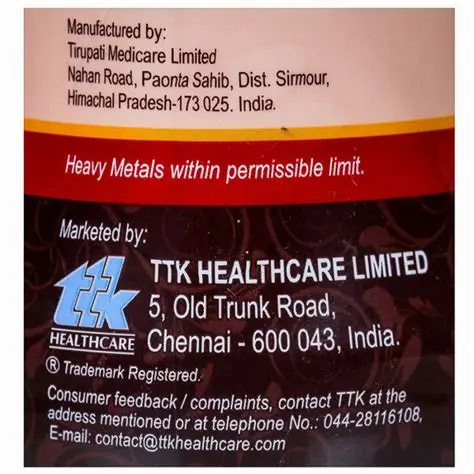 Manufactured by:
Tirupati Medicare Limited
Nahan Road, Paonta Sahib, Dist. Sirmour,
Himachal Pradesh-173 025. India.
Heavy Metals within permissible limit.
Marketed by:
ttk
HEALTHCARE
TTK HEALTHCARE LIMITED
5, Old Trunk Road,
Chennai - 600 043, India.
® Trademark Registered.
Consumer feedback / complaints, contact TTK at the
address mentioned or at telephone No.: 044-28116108,
E-mail: contact@ttkhealthcare.com